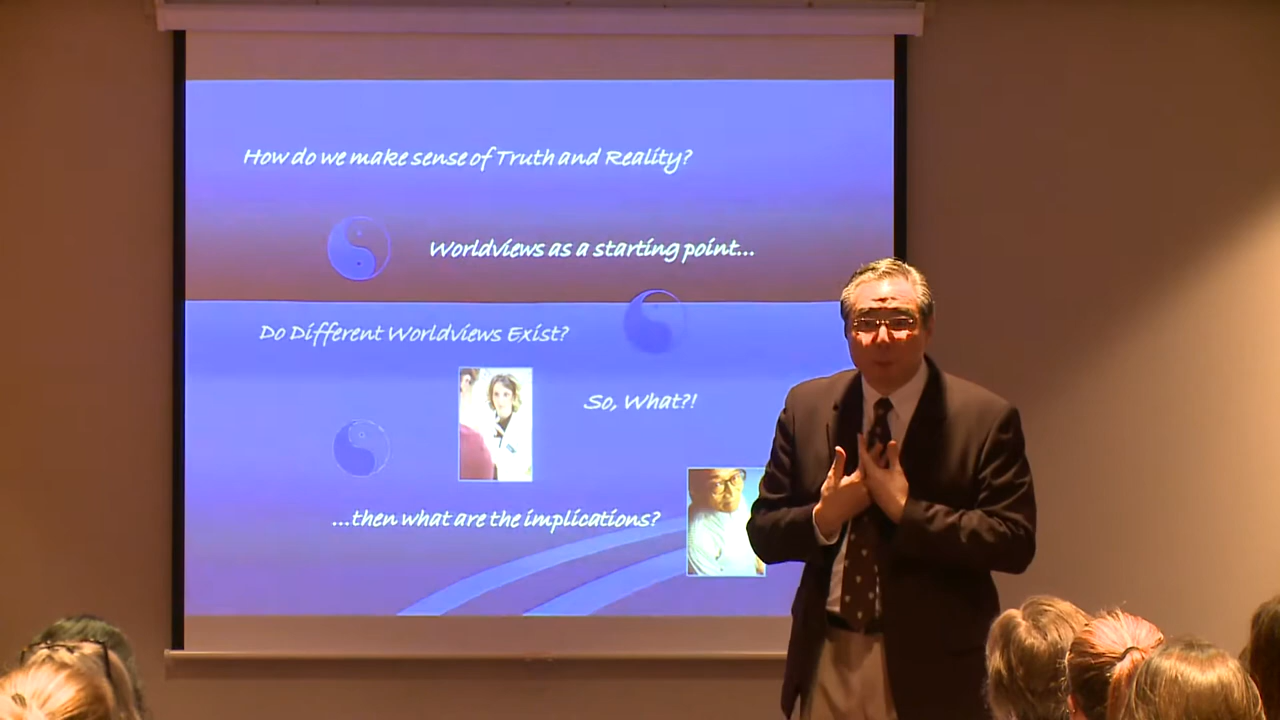 How do we make sense of Truth and Reality?
Worldviews as a starting point...
Do Different Worldviews Exist?
So, What?!
...then what are the implications?